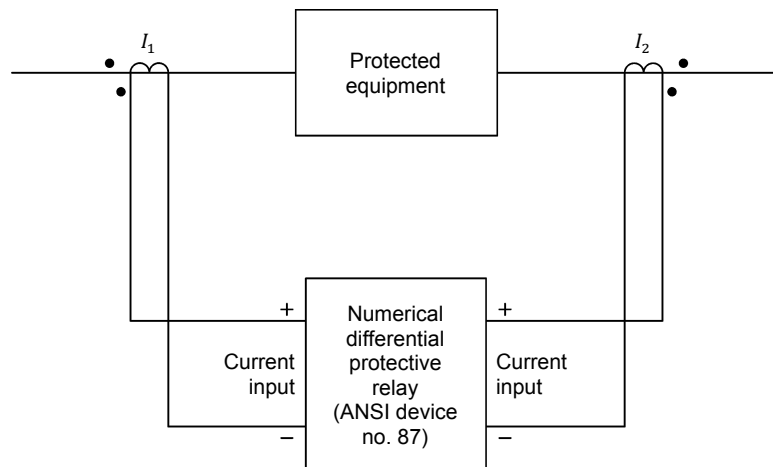 I₁
Protected
equipment
I₂
+
Numerical
differential
protective
relay
(ANSI device
no. 87)
+
Current
input
Current
input
−
−